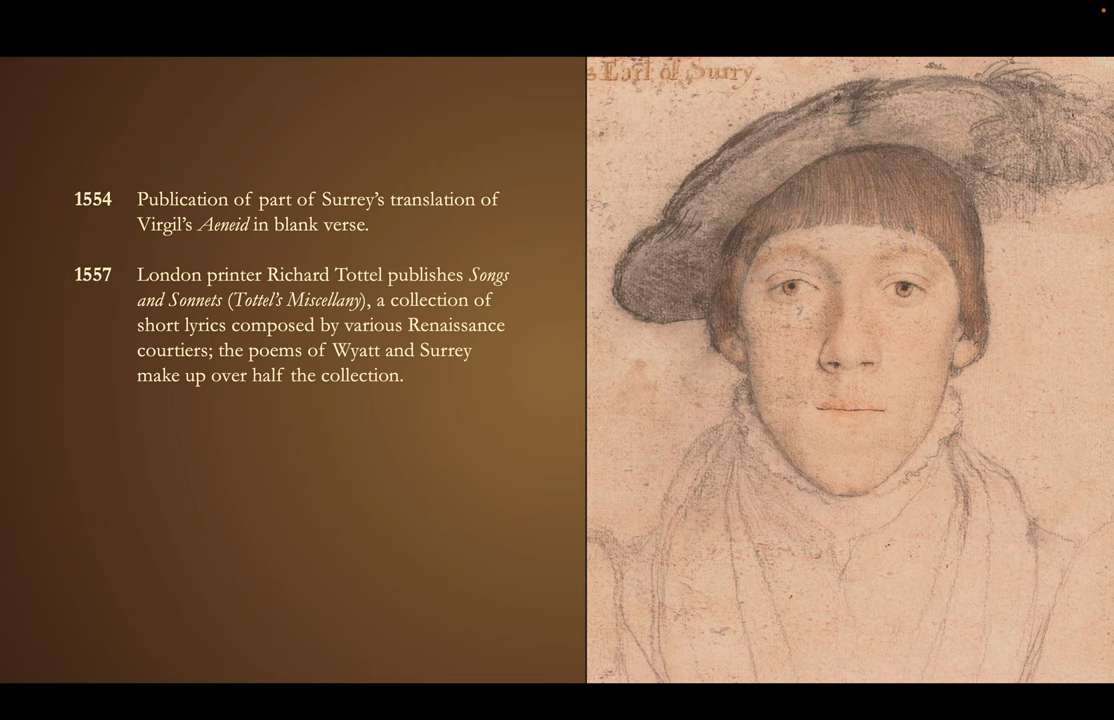 s Earl of Surry.
1554 Publication of part of Surrey's translation of
Virgil's Aeneid in blank verse.
1557 London printer Richard Tottel publishes Songs
and Sonnets (Tottel's Miscellany), a collection of
short lyrics composed by various Renaissance
courtiers; the poems of Wyatt and Surrey
make up over half the collection.